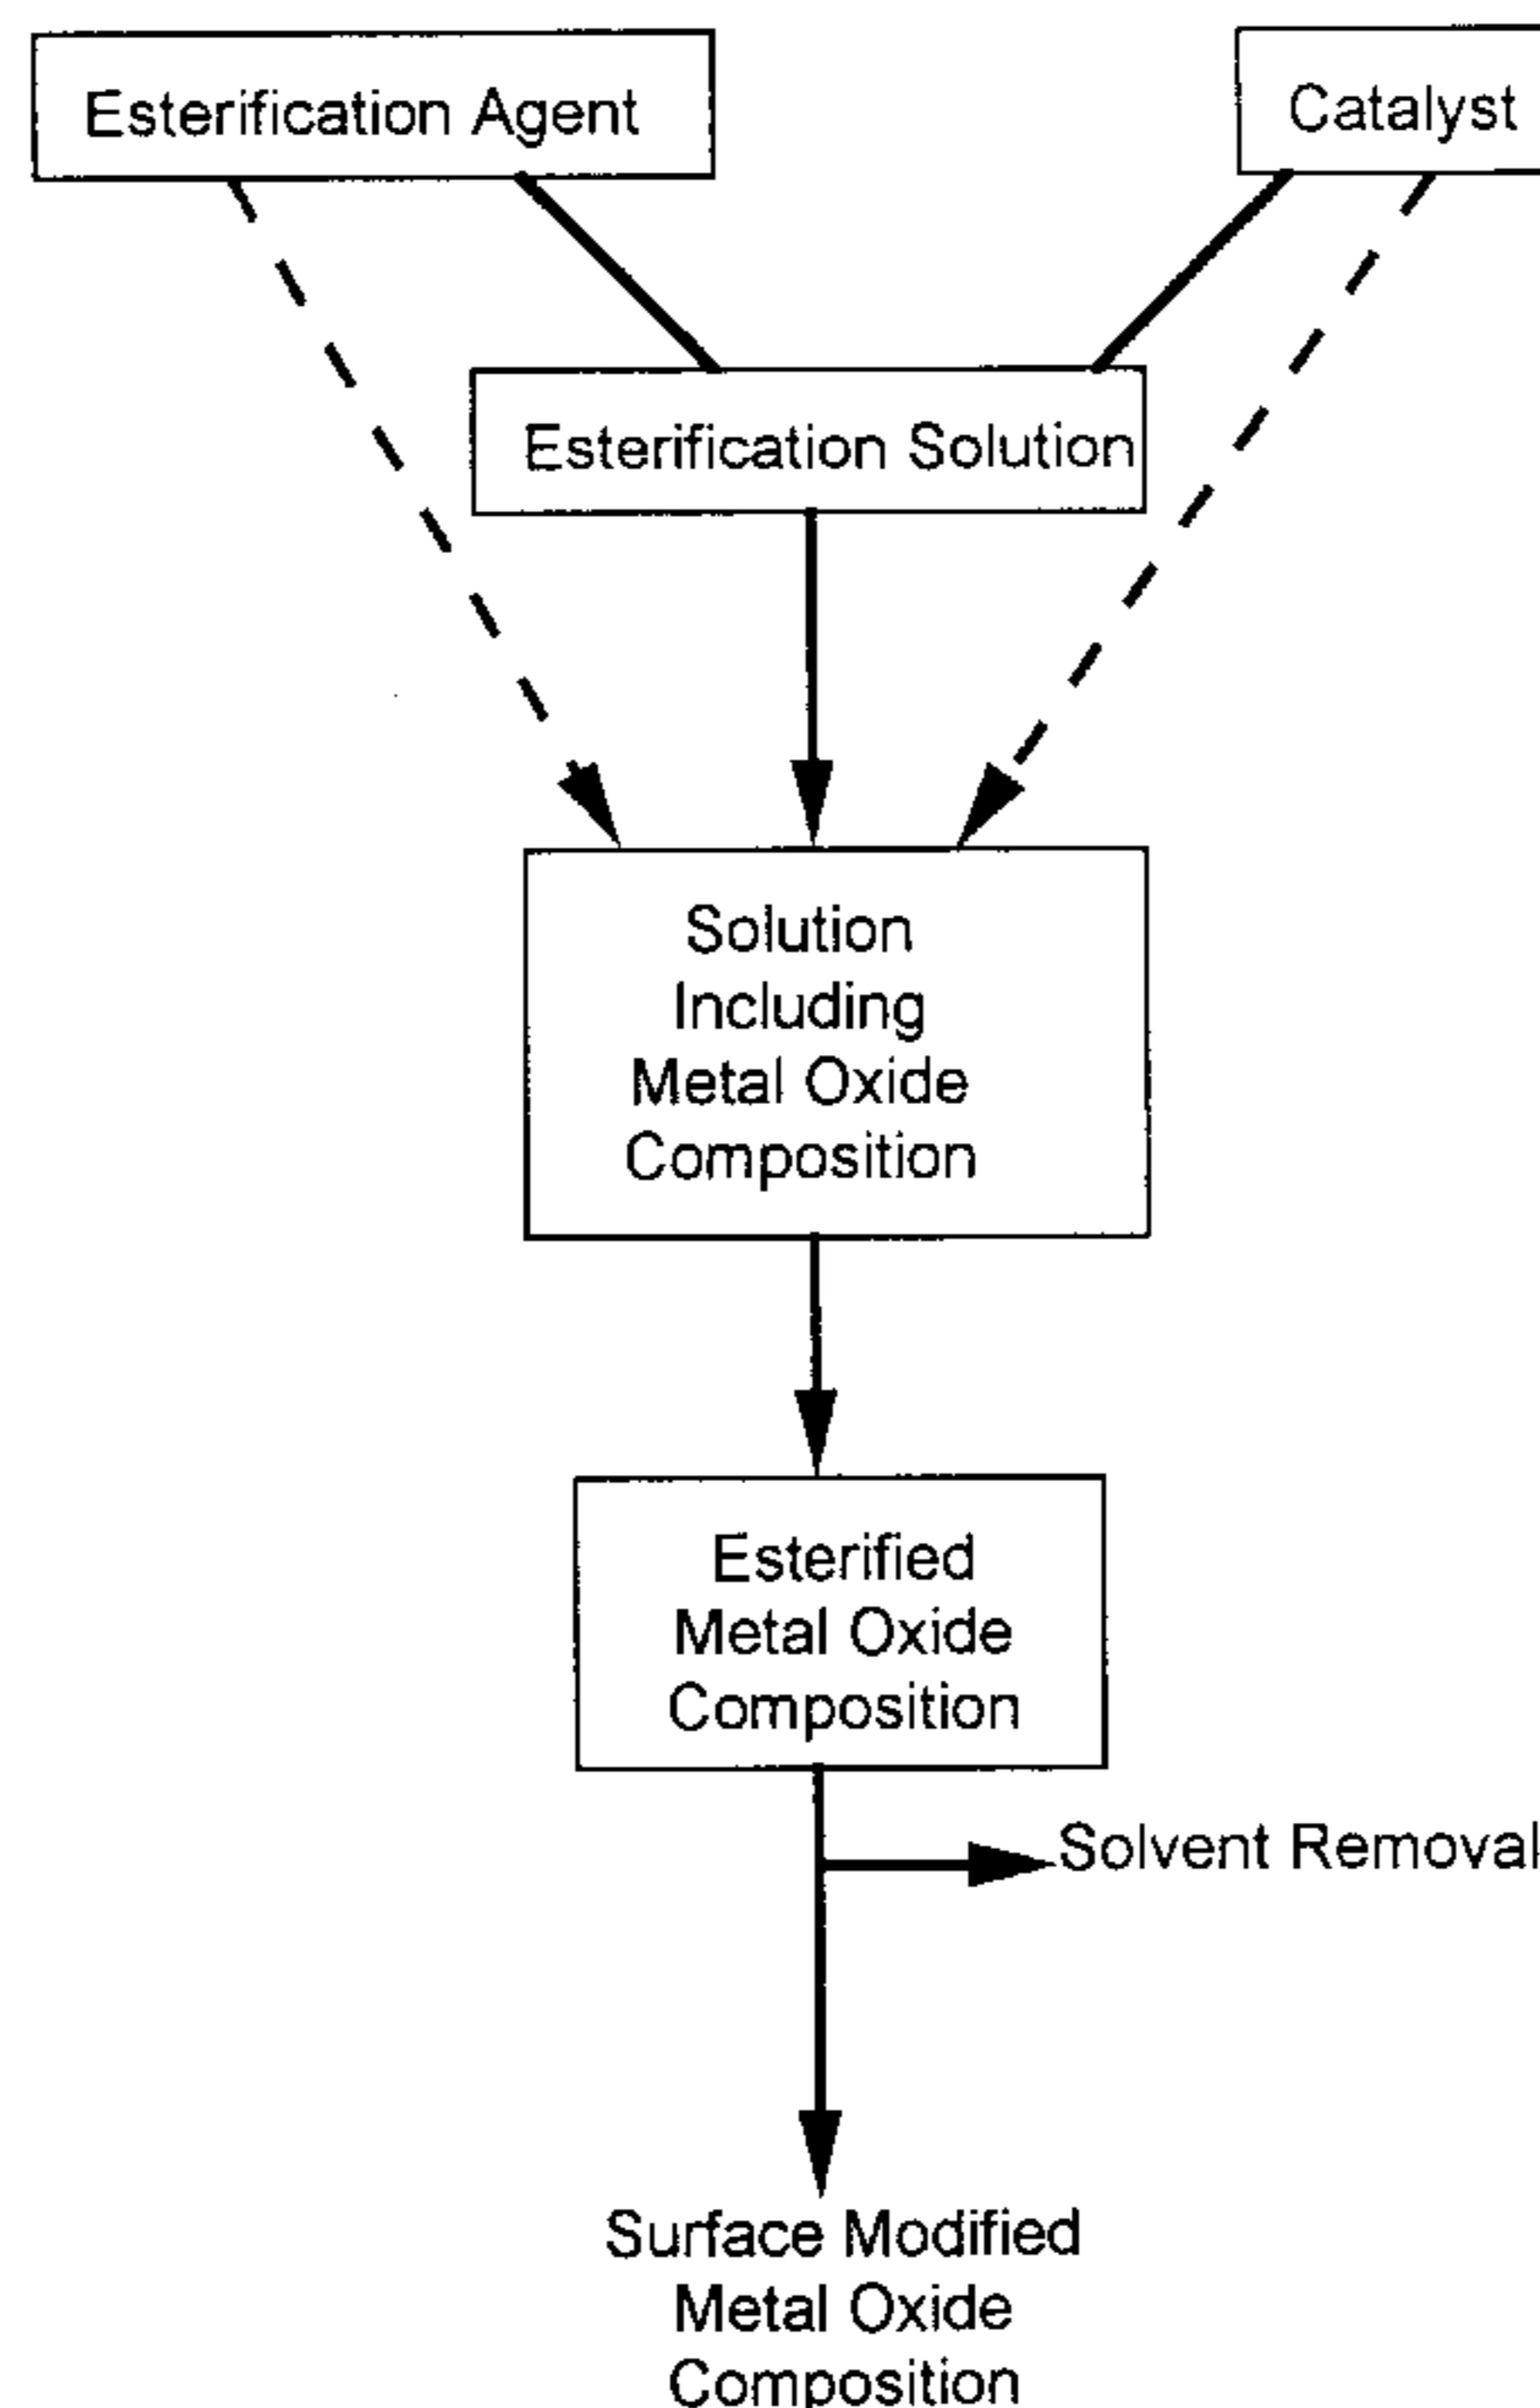 Esterification Agent
Catalyst
Esterification Solution
Solution
Including
Metal Oxide
Composition
Esterified
Metal Oxide
Composition
Solvent Removal
Surface Modified
Metal Oxide
Composition